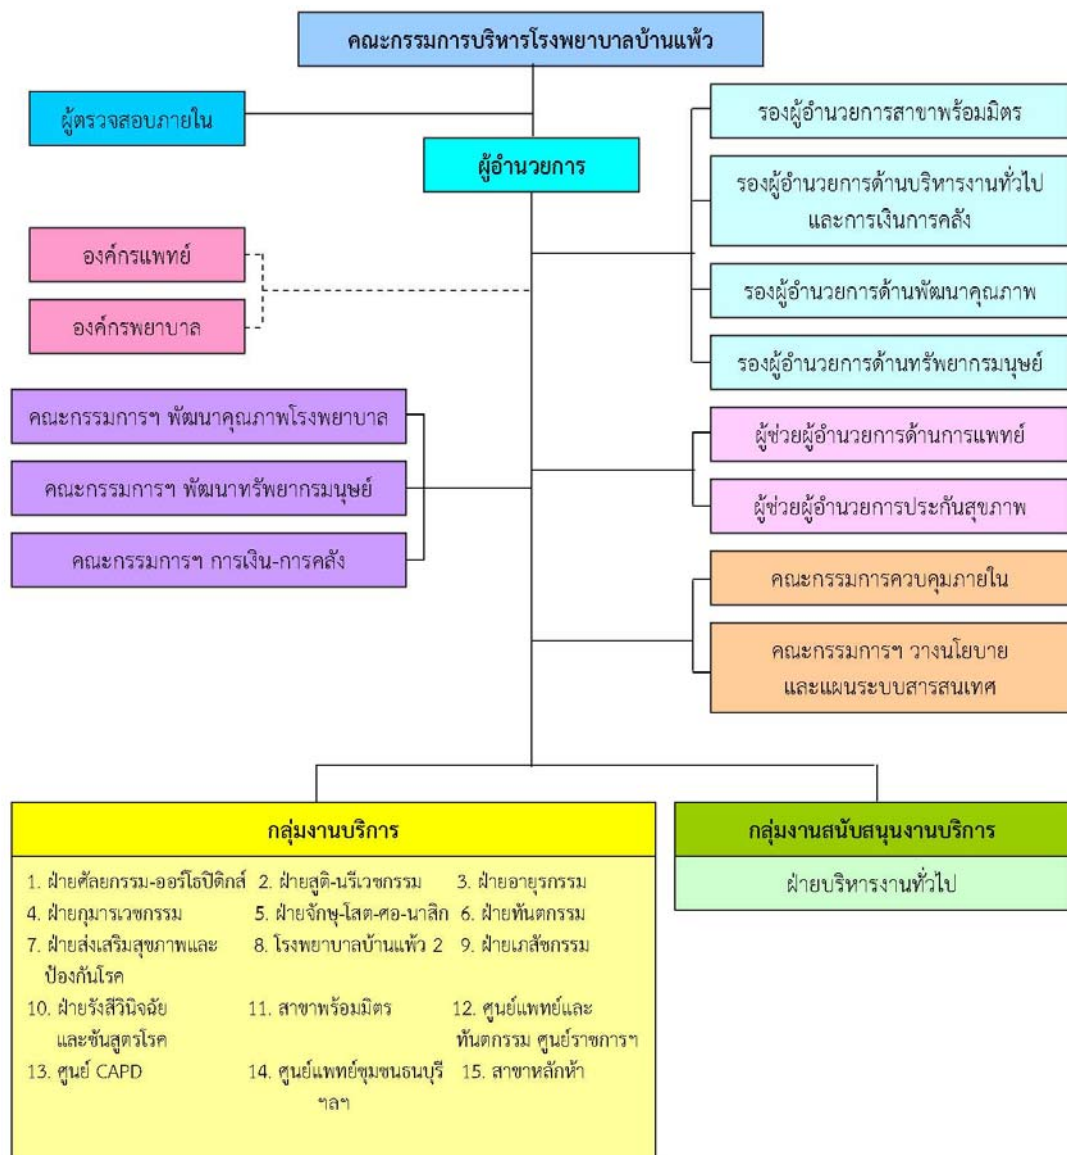 คณะกรรมการบริหารโรงพยาบาลบ้านแพ้ว
ผู้ตรวจสอบภายใน
ผู้อำนวยการ
รองผู้อำนวยการสาขาพร้อมมิตร
รองผู้อำนวยการด้านบริหารงานทั่วไป
และการเงินการคลัง
รองผู้อำนวยการด้านพัฒนาคุณภาพ
รองผู้อำนวยการด้านทรัพยากรมนุษย์
องค์กรแพทย์
องค์กรพยาบาล
คณะกรรมการฯ พัฒนาคุณภาพโรงพยาบาล
คณะกรรมการฯ พัฒนาทรัพยากรมนุษย์
คณะกรรมการฯ การเงิน-การคลัง
ผู้ช่วยผู้อำนวยการด้านการแพทย์
ผู้ช่วยผู้อำนวยการประกันสุขภาพ
คณะกรรมการควบคุมภายใน
คณะกรรมการฯ วางนโยบาย
และแผนระบบสารสนเทศ
กลุ่มงานบริการ
1. ฝ่ายศัลยกรรม-ออร์โธปิดิกส์ 2. ฝ่ายสูติ-นรีเวชกรรม 3. ฝ่ายอายุรกรรม
4. ฝ่ายกุมารเวชกรรม 5. ฝ่ายจักษุ-โสต-ศอ-นาสิก 6. ฝ่ายทันตกรรม
7. ฝ่ายส่งเสริมสุขภาพและ 8. โรงพยาบาลบ้านแพ้ว 2 9. ฝ่ายเภสัชกรรม
ป้องกันโรค
10. ฝ่ายรังสีวินิจฉัย 11. สาขาพร้อมมิตร 12. ศูนย์แพทย์และ
และชันสูตรโรค ทันตกรรม ศูนย์ราชการฯ
13. ศูนย์ CAPD 14. ศูนย์แพทย์ชุมชนธนบุรี 15. สาขาหลักห้า
ฯลฯ
กลุ่มงานสนับสนุนงานบริการ
ฝ่ายบริหารงานทั่วไป